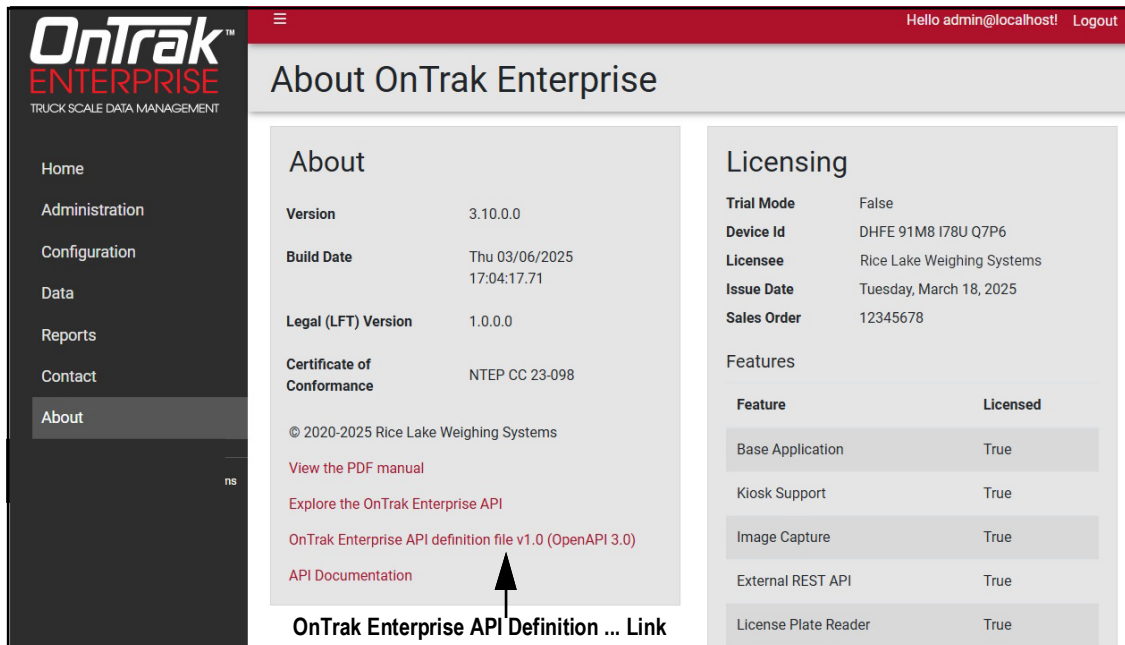 OnTrak™
ENTERPRISE
TRUCK SCALE DATA MANAGEMENT
Home
Administration
Configuration
Data
Reports
Contact
About
ns
☰
Hello admin@localhost! Logout
About OnTrak Enterprise
About
Version 3.10.0.0
Build Date Thu 03/06/2025
17:04:17.71
Legal (LFT) Version 1.0.0.0
Certificate of
Conformance NTEP CC 23-098
© 2020-2025 Rice Lake Weighing Systems
View the PDF manual
Explore the OnTrak Enterprise API
OnTrak Enterprise API definition file v1.0 (OpenAPI 3.0)
API Documentation
OnTrak Enterprise API Definition ... Link
Licensing
Trial Mode False
Device Id DHFE 91M8 I78U Q7P6
Licensee Rice Lake Weighing Systems
Issue Date Tuesday, March 18, 2025
Sales Order 12345678
Features
Feature Licensed
Base Application True
Kiosk Support True
Image Capture True
External REST API True
License Plate Reader True